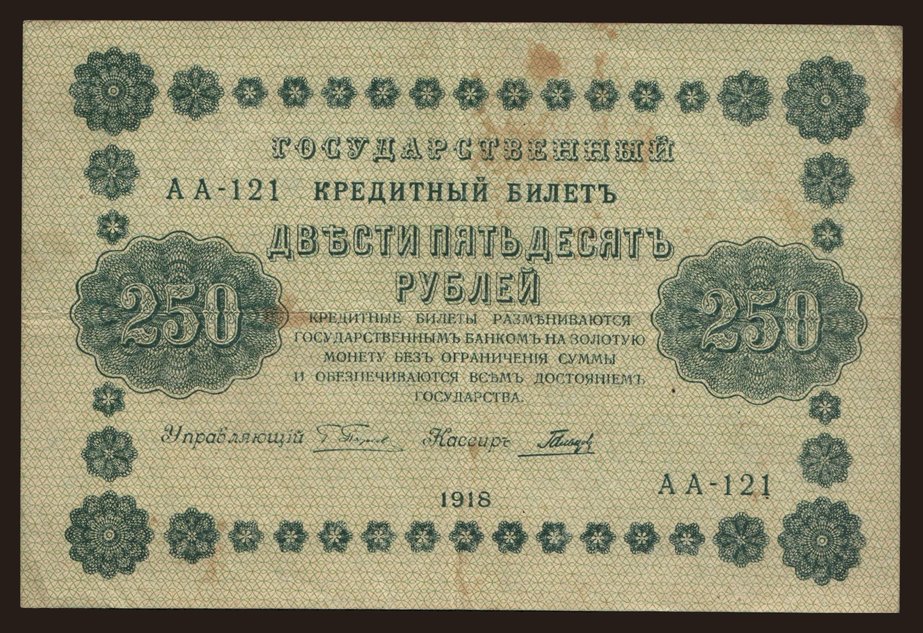 ГОСУДАРСТВЕННЫЙ
АА-121 КРЕДИТНЫЙ БИЛЕТЪ
ДВѢСТИ ПЯТЬДЕСЯТЪ
РУБЛЕЙ
250
250
КРЕДИТНЫЕ БИЛЕТЫ РАЗМѢНИВАЮТСЯ
ГОСУДАРСТВЕННЫМЪ БАНКОМЪ НА ЗОЛОТУЮ
МОНЕТУ БЕЗЪ ОГРАНИЧЕНІЯ СУММЫ
И ОБЕЗПЕЧИВАЮТСЯ ВСѢМЪ ДОСТОЯНІЕМЪ
ГОСУДАРСТВА.
Управляющій Кассиръ
АА-121
1918